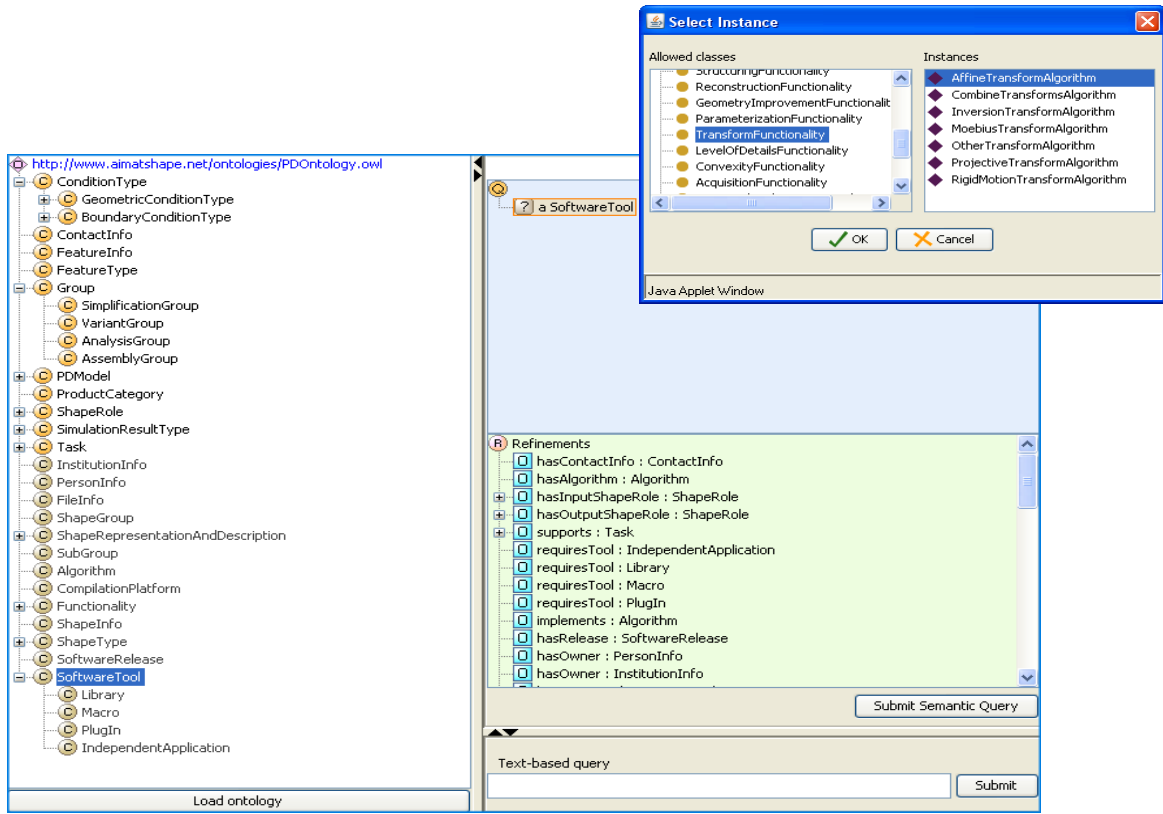 Select Instance
Allowed classes
StructuringFunctionality
ReconstructionFunctionality
GeometryImprovementFunctionalit
ParameterizationFunctionality
TransformFunctionality
LevelOfDetailsFunctionality
ConvexityFunctionality
AcquisitionFunctionality
Instances
AffineTransformAlgorithm
CombineTransformsAlgorithm
InversionTransformAlgorithm
MoebiusTransformAlgorithm
OtherTransformAlgorithm
ProjectiveTransformAlgorithm
RigidMotionTransformAlgorithm
OK
Cancel
Java Applet Window
http://www.aimatshape.net/ontologies/PDOntology.owl
C ConditionType
C GeometricConditionType
C BoundaryConditionType
C ContactInfo
C FeatureInfo
C FeatureType
C Group
C SimplificationGroup
C VariantGroup
C AnalysisGroup
C AssemblyGroup
C PDModel
C ProductCategory
C ShapeRole
C SimulationResultType
C Task
C InstitutionInfo
C PersonInfo
C FileInfo
C ShapeGroup
C ShapeRepresentationAndDescription
C SubGroup
C Algorithm
C CompilationPlatform
C Functionality
C ShapeInfo
C ShapeType
C SoftwareRelease
C SoftwareTool
C Library
C Macro
C PlugIn
C IndependentApplication
Load ontology
Q
? a SoftwareTool
R Refinements
O hasContactInfo : ContactInfo
O hasAlgorithm : Algorithm
O hasInputShapeRole : ShapeRole
O hasOutputShapeRole : ShapeRole
O supports : Task
O requiresTool : IndependentApplication
O requiresTool : Library
O requiresTool : Macro
O requiresTool : PlugIn
O implements : Algorithm
O hasRelease : SoftwareRelease
O hasOwner : PersonInfo
O hasOwner : InstitutionInfo
Submit Semantic Query
Text-based query
Submit